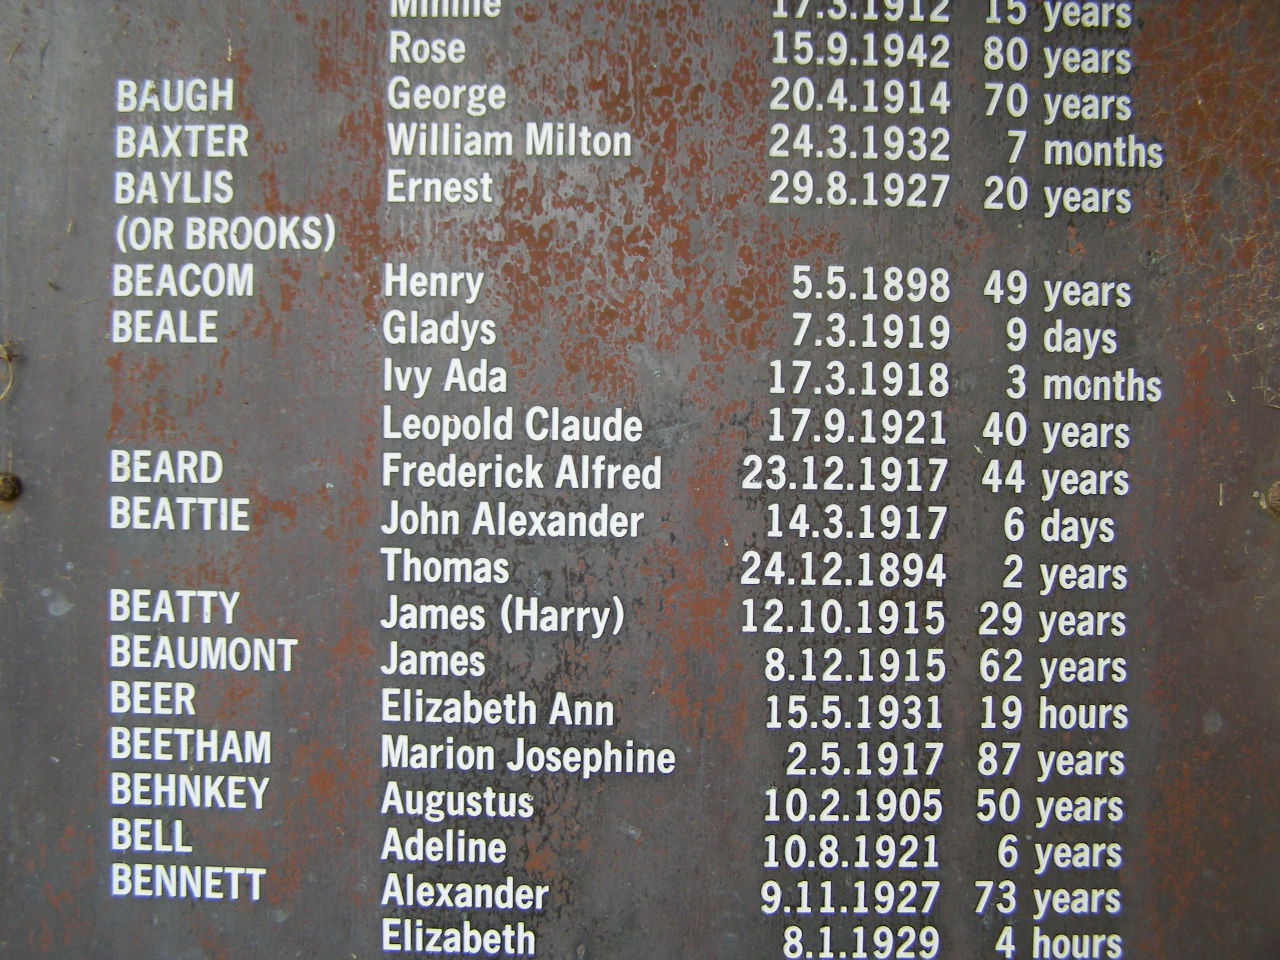 Minnie 17.3.1912 15 years
Rose 15.9.1942 80 years
BAUGH George 20.4.1914 70 years
BAXTER William Milton 24.3.1932 7 months
BAYLIS Ernest 29.8.1927 20 years
(OR BROOKS)
BEACOM Henry 5.5.1898 49 years
BEALE Gladys 7.3.1919 9 days
Ivy Ada 17.3.1918 3 months
Leopold Claude 17.9.1921 40 years
BEARD Frederick Alfred 23.12.1917 44 years
BEATTIE John Alexander 14.3.1917 6 days
Thomas 24.12.1894 2 years
BEATTY James (Harry) 12.10.1915 29 years
BEAUMONT James 8.12.1915 62 years
BEER Elizabeth Ann 15.5.1931 19 hours
BEETHAM Marion Josephine 2.5.1917 87 years
BEHNKEY Augustus 10.2.1905 50 years
BELL Adeline 10.8.1921 6 years
BENNETT Alexander 9.11.1927 73 years
Elizabeth 8.1.1929 4 hours